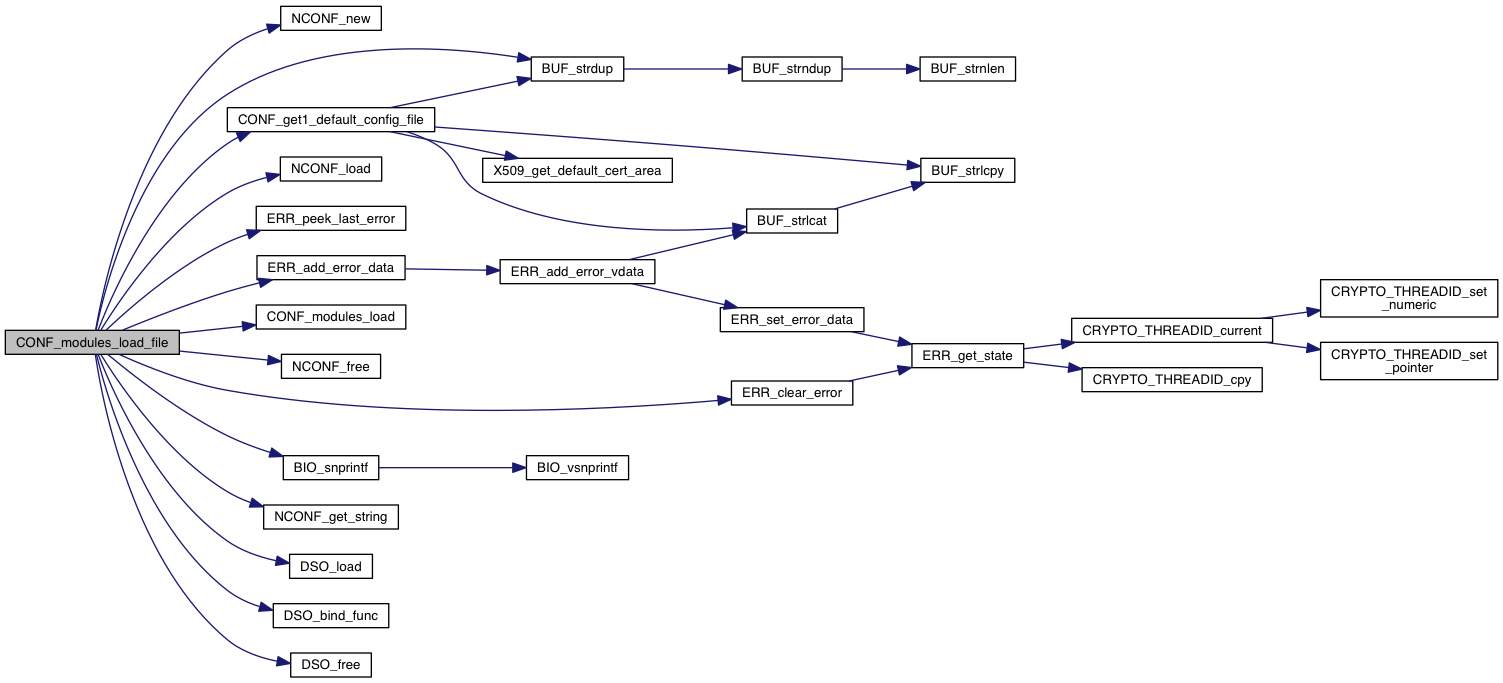 NCONF_new
BUF_strdup
BUF_strndup
BUF_strnlen
CONF_get1_default_config_file
NCONF_load
X509_get_default_cert_area
BUF_strlcpy
ERR_peek_last_error
BUF_strlcat
ERR_add_error_data
ERR_add_error_vdata
CONF_modules_load
ERR_set_error_data
CRYPTO_THREADID_set
_numeric
CONF_modules_load_file
CRYPTO_THREADID_current
NCONF_free
ERR_get_state
CRYPTO_THREADID_set
_pointer
ERR_clear_error
CRYPTO_THREADID_cpy
BIO_snprintf
BIO_vsnprintf
NCONF_get_string
DSO_load
DSO_bind_func
DSO_free